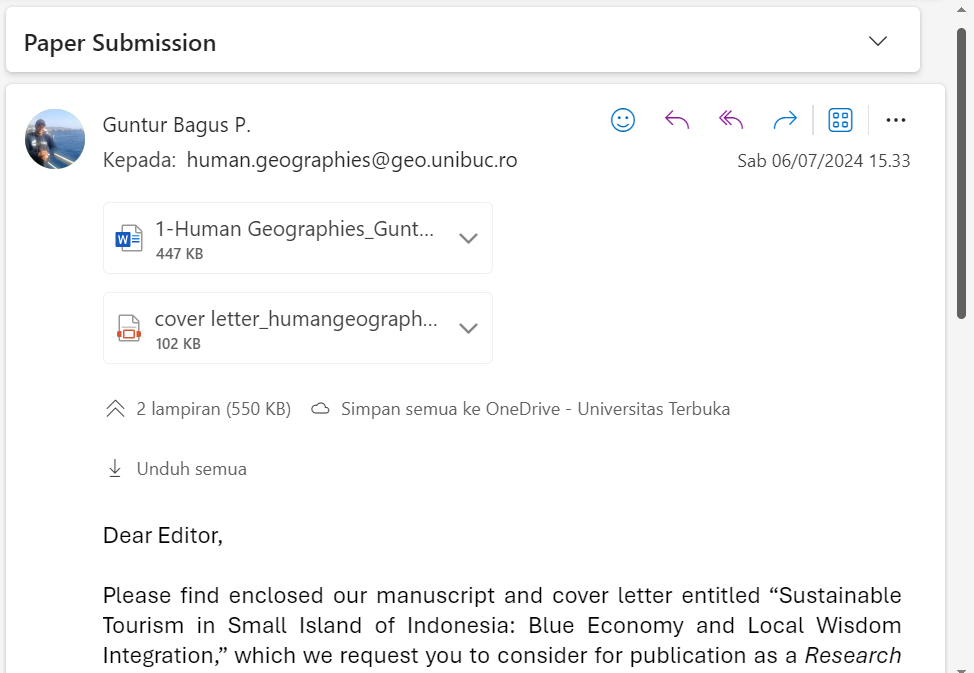 Paper Submission
Guntur Bagus P.
Kepada: human.geographies@geo.unibuc.ro
Sab 06/07/2024 15.33
1-Human Geographies_Gunt...
447 KB
cover letter_humangeograph...
102 KB
2 lampiran (550 KB) Simpan semua ke OneDrive - Universitas Terbuka
Unduh semua
Dear Editor,
Please find enclosed our manuscript and cover letter entitled “Sustainable
Tourism in Small Island of Indonesia: Blue Economy and Local Wisdom
Integration,” which we request you to consider for publication as a Research